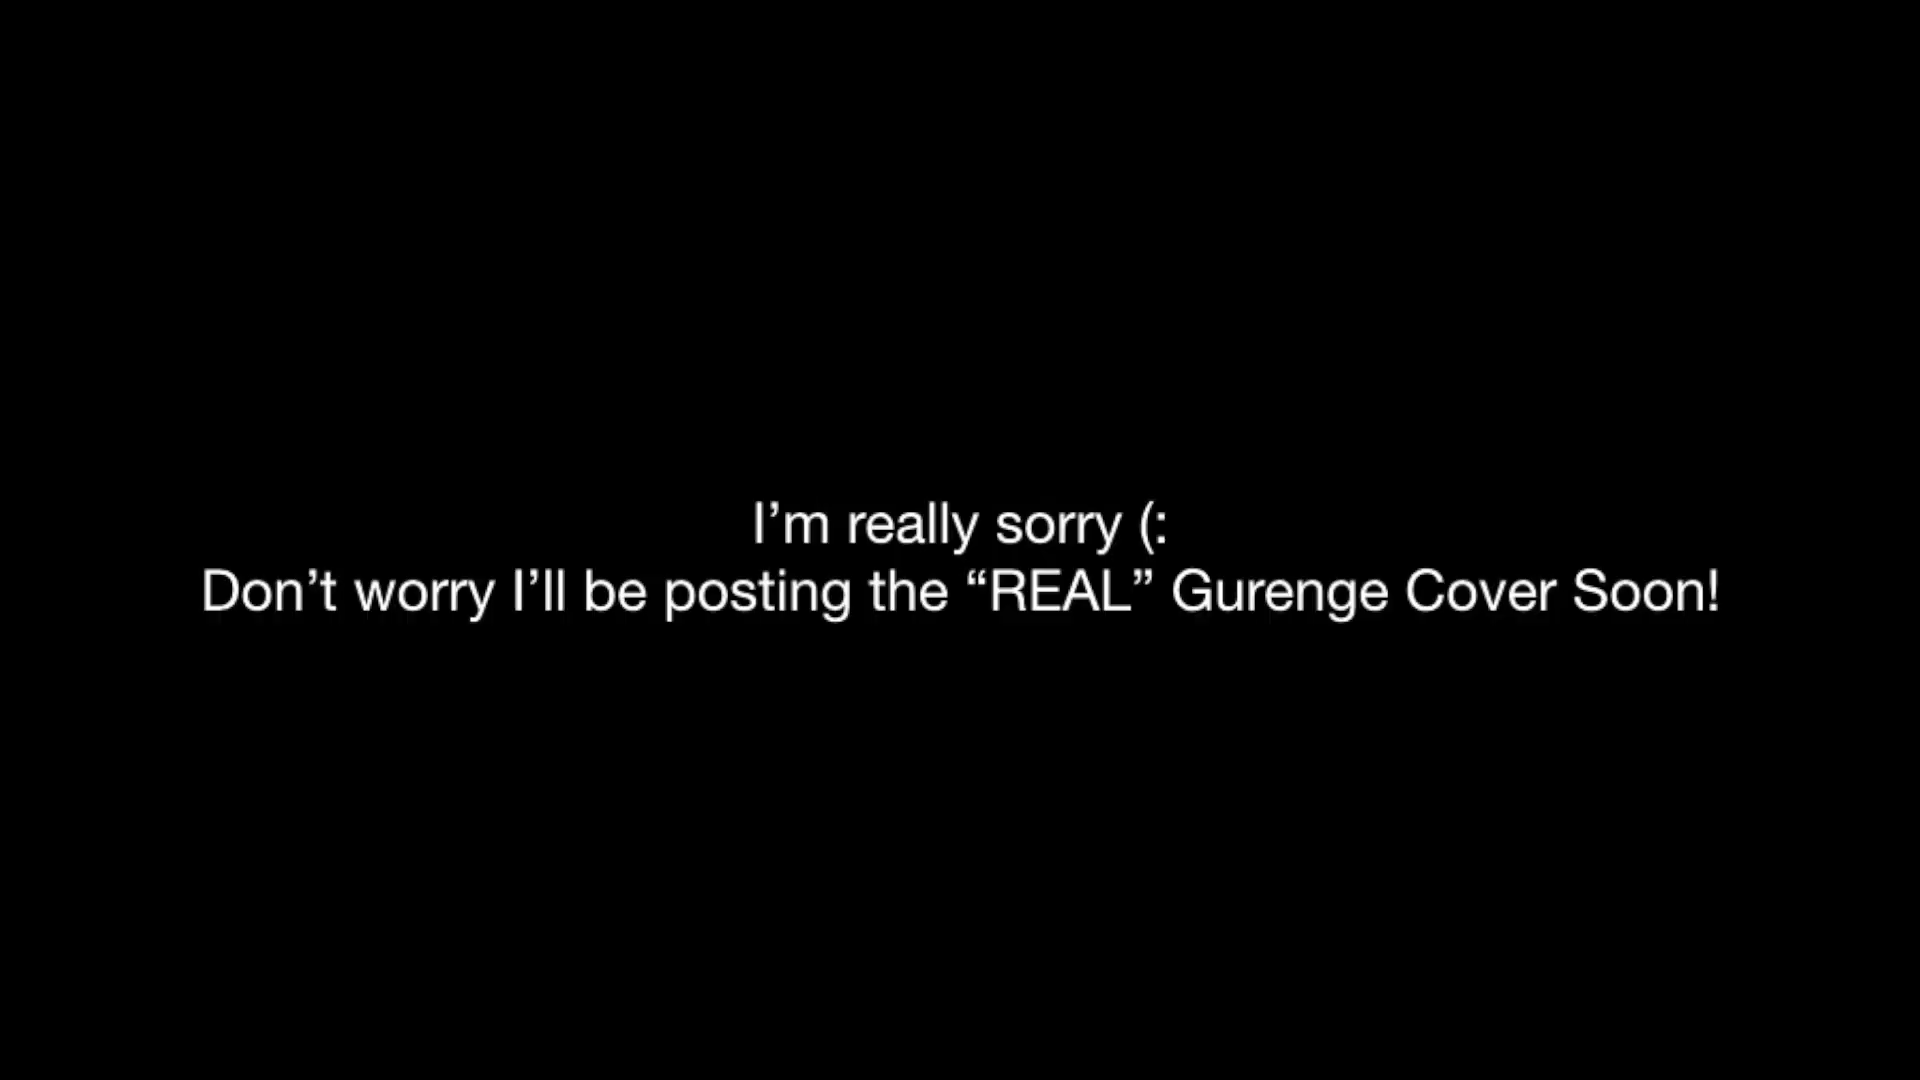 I’m really sorry (:
Don’t worry I’ll be posting the “REAL” Gurenge Cover Soon!